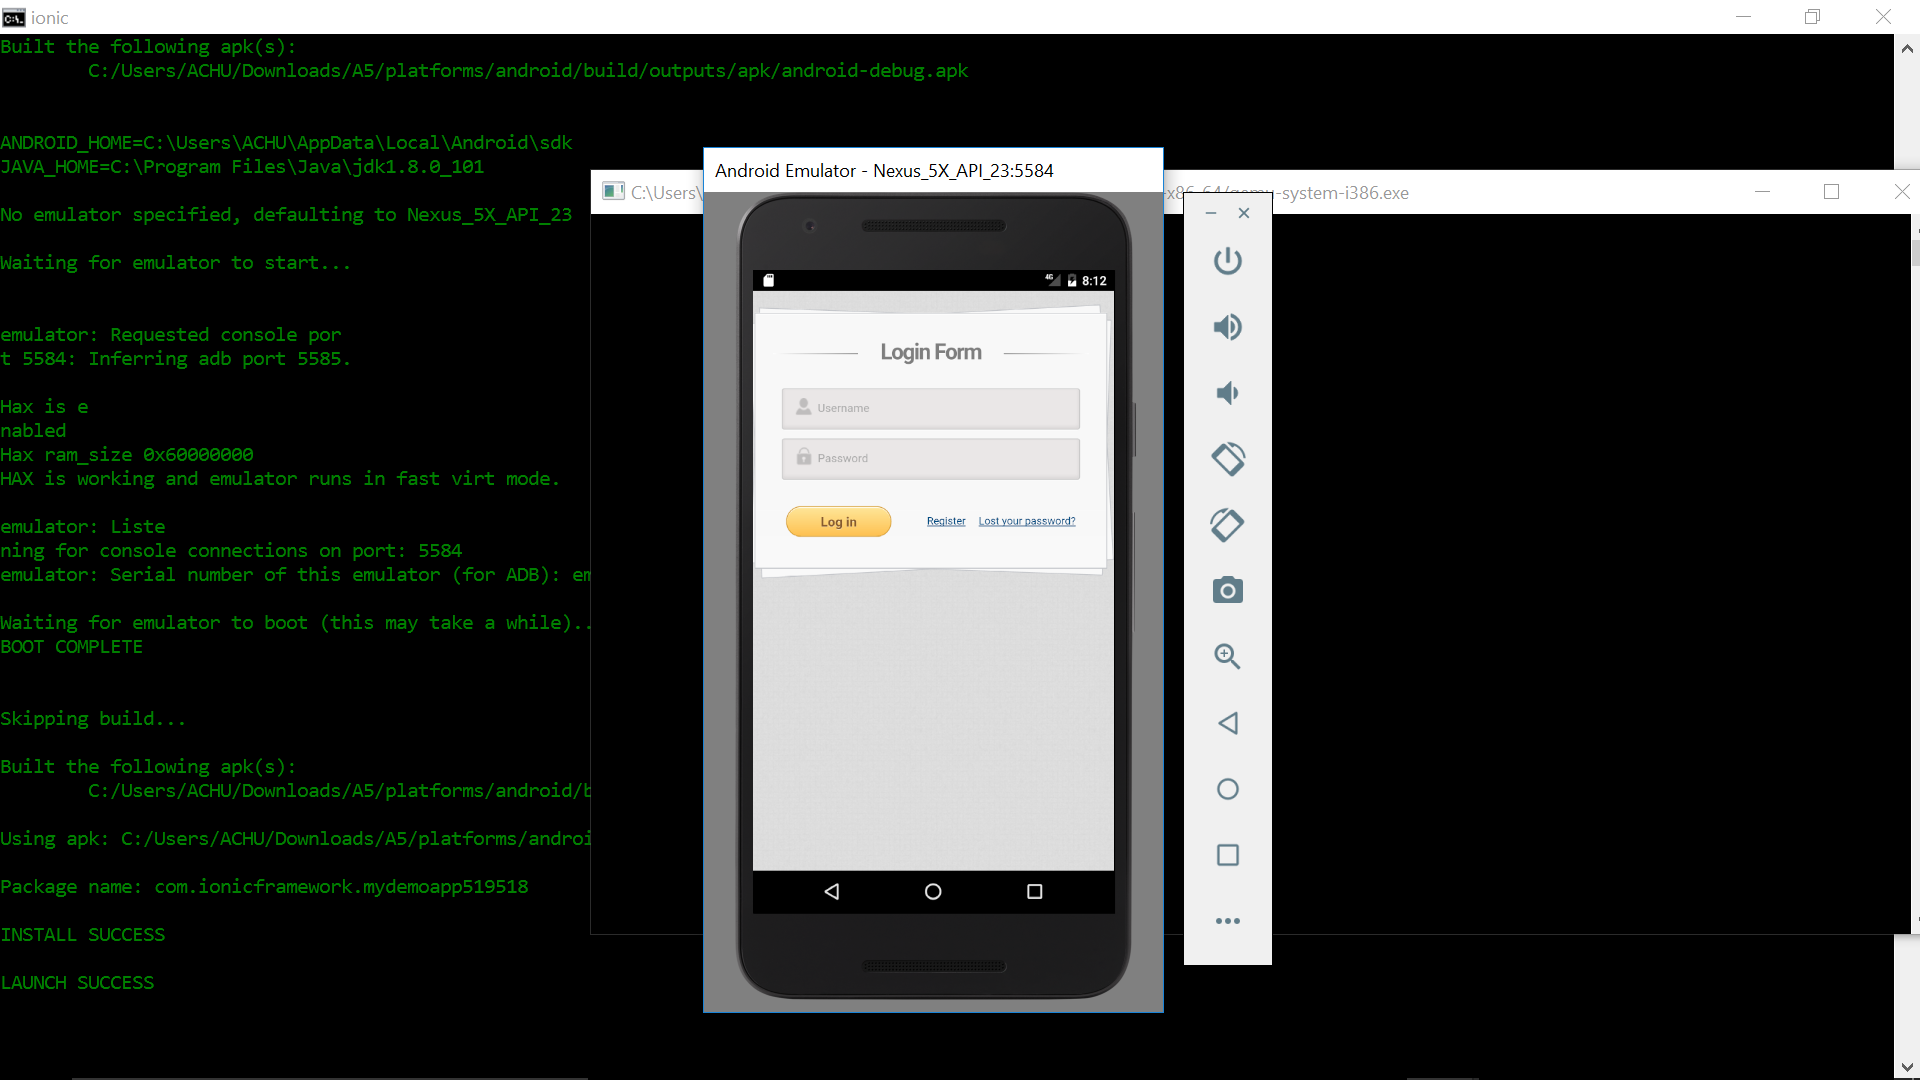 ionic
Built the following apk(s):
C:/Users/ACHU/Downloads/A5/platforms/android/build/outputs/apk/android-debug.apk
ANDROID_HOME=C:\Users\ACHU\AppData\Local\Android\sdk
JAVA_HOME=C:\Program Files\Java\jdk1.8.0_101
No emulator specified, defaulting to Nexus_5X_API_23
Waiting for emulator to start...
emulator: Requested console por
t 5584: Inferring adb port 5585.
Hax is e
nabled
Hax ram_size 0x60000000
HAX is working and emulator runs in fast virt mode.
emulator: Liste
ning for console connections on port: 5584
emulator: Serial number of this emulator (for ADB): em
Waiting for emulator to boot (this may take a while)..
BOOT COMPLETE
Skipping build...
Built the following apk(s):
C:/Users/ACHU/Downloads/A5/platforms/android/b
Using apk: C:/Users/ACHU/Downloads/A5/platforms/androi
Package name: com.ionicframework.mydemoapp519518
INSTALL SUCCESS
LAUNCH SUCCESS
C:\Users\
-system-i386.exe
Android Emulator - Nexus_5X_API_23:5584
4G 8:12
Login Form
Username
Password
Log in Register Lost your password?